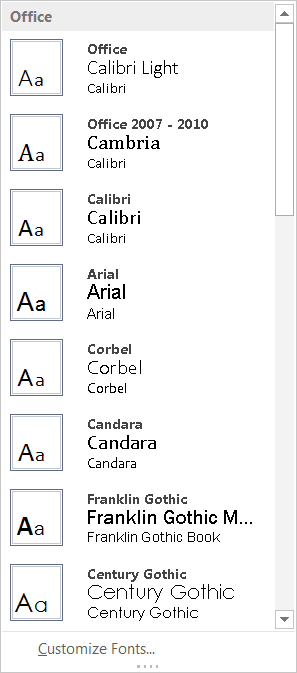 Office
Aa
Office
Calibri Light
Calibri
Aa
Office 2007 - 2010
Cambria
Calibri
Aa
Calibri
Calibri
Calibri
Aa
Arial
Arial
Arial
Aa
Corbel
Corbel
Corbel
Aa
Candara
Candara
Candara
Aa
Franklin Gothic
Franklin Gothic M...
Franklin Gothic Book
Aa
Century Gothic
Century Gothic
Century Gothic
Customize Fonts...